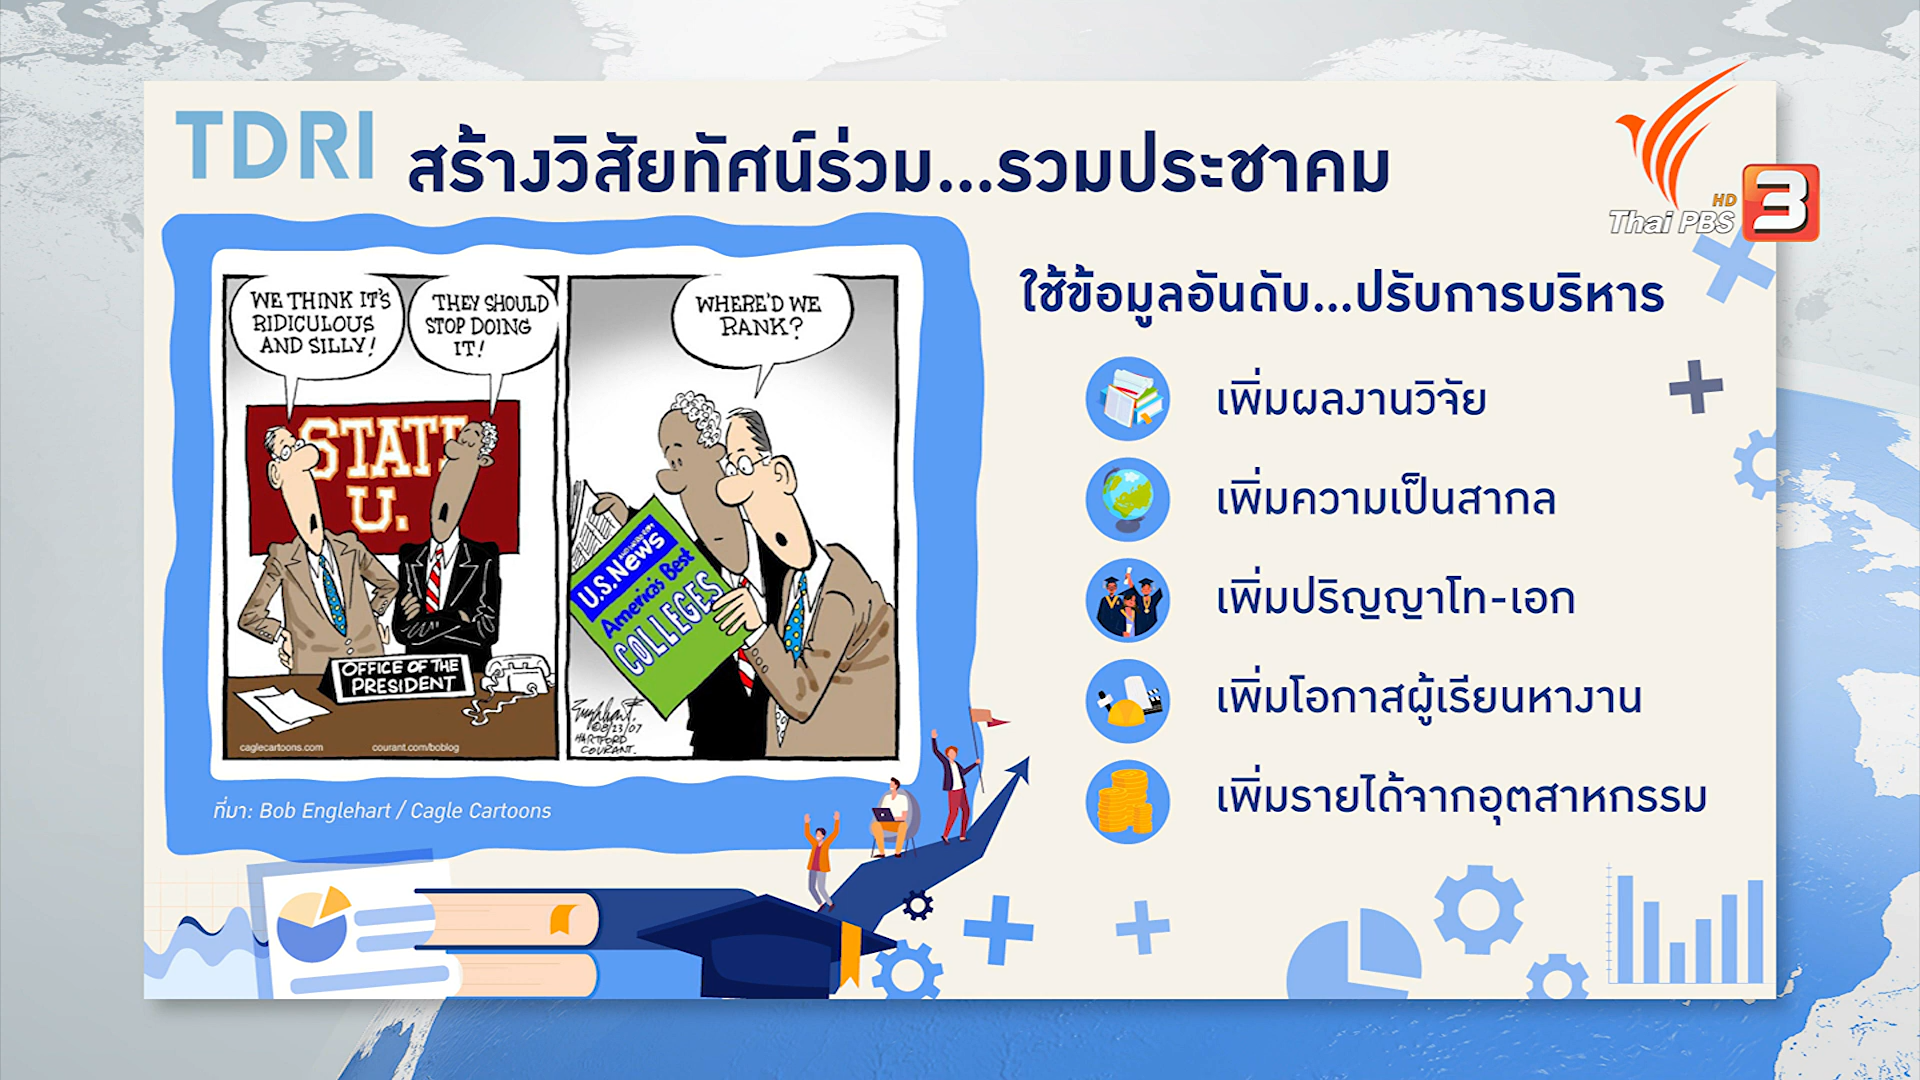 TDRI
สร้างวิสัยทัศน์ร่วม...รวมประชาคม
HD
Thai PBS 3
WE THINK IT'S
RIDICULOUS
AND SILLY!
THEY SHOULD
STOP DOING
IT!
STATE
U.
OFFICE OF THE
PRESIDENT
caglecartoons.com
courant.com/boblog
WHERE'D WE
RANK?
U.S. News
America's Best
COLLEGES
©8/23/07
HARTFORD
COURANT.
ที่มา: Bob Englehart / Cagle Cartoons
ใช้ข้อมูลอันดับ...ปรับการบริหาร
เพิ่มผลงานวิจัย
เพิ่มความเป็นสากล
เพิ่มปริญญาโท-เอก
เพิ่มโอกาสผู้เรียนหางาน
เพิ่มรายได้จากอุตสาหกรรม